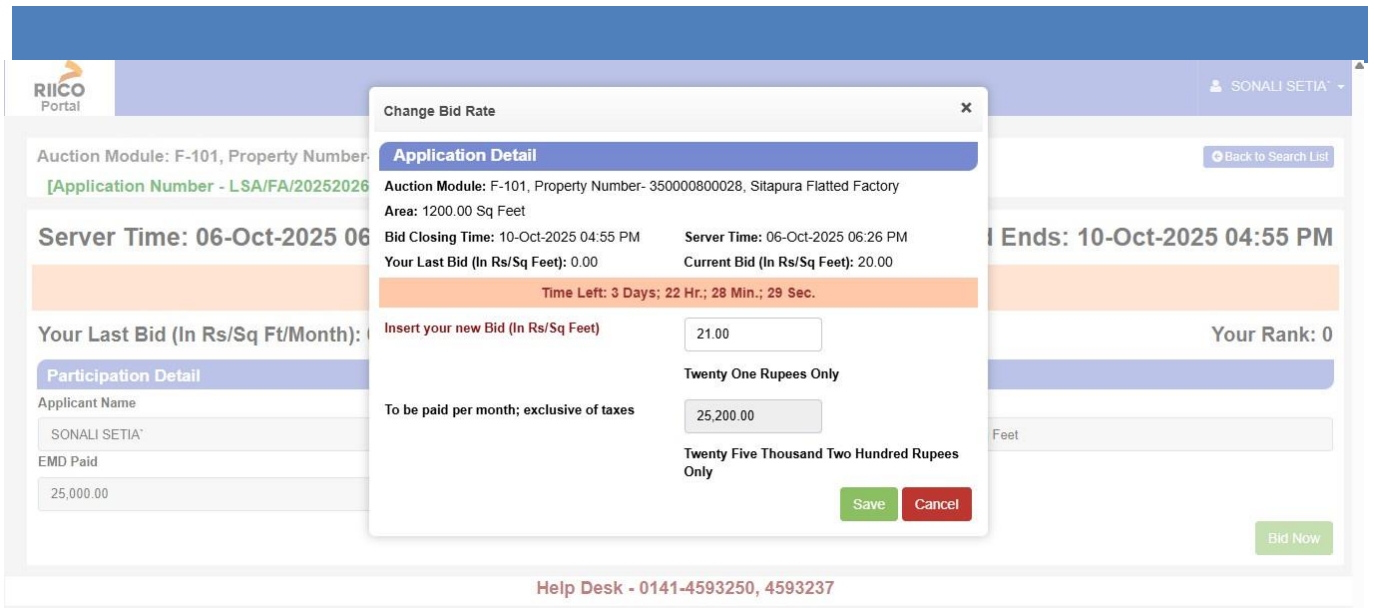 RIICO
Portal
SONALI SETIA`
Change Bid Rate
×
Auction Module: F-101, Property Number-
Back to Search List
[Application Number - LSA/FA/20252026
Application Detail
Auction Module: F-101, Property Number- 350000800028, Sitapura Flatted Factory
Area: 1200.00 Sq Feet
Bid Closing Time: 10-Oct-2025 04:55 PM
Server Time: 06-Oct-2025 06:26 PM
Your Last Bid (In Rs/Sq Feet): 0.00
Current Bid (In Rs/Sq Feet): 20.00
Server Time: 06-Oct-2025 06
Ends: 10-Oct-2025 04:55 PM
Time Left: 3 Days; 22 Hr.; 28 Min.; 29 Sec.
Insert your new Bid (In Rs/Sq Feet)
21.00
Twenty One Rupees Only
To be paid per month; exclusive of taxes
25,200.00
Twenty Five Thousand Two Hundred Rupees
Only
Save
Cancel
Your Last Bid (In Rs/Sq Ft/Month):
Your Rank: 0
Participation Detail
Applicant Name
SONALI SETIA`
Feet
EMD Paid
25,000.00
Bid Now
Help Desk - 0141-4593250, 4593237